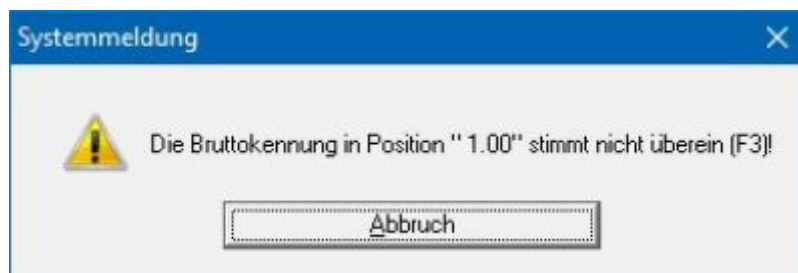 Systemmeldung
Die Bruttokennung in Position " 1.00" stimmt nicht überein (F3)!
Abbruch